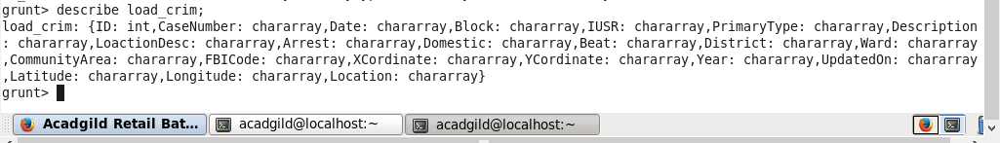 grunt> describe load_crim;
load_crim: {ID: int,CaseNumber: chararray,Date: chararray,Block: chararray,IUSR: chararray,PrimaryType: chararray,Description
: chararray,LoactionDesc: chararray,Arrest: chararray,Domestic: chararray,Beat: chararray,District: chararray,Ward: chararray
,CommunityArea: chararray,FBICode: chararray,XCordinate: chararray,YCordinate: chararray,Year: chararray,UpdatedOn: chararray
,Latitude: chararray,Longitude: chararray,Location: chararray}
grunt>
Acadgild Retail Bat... acadgild@localhost:~ acadgild@localhost:~